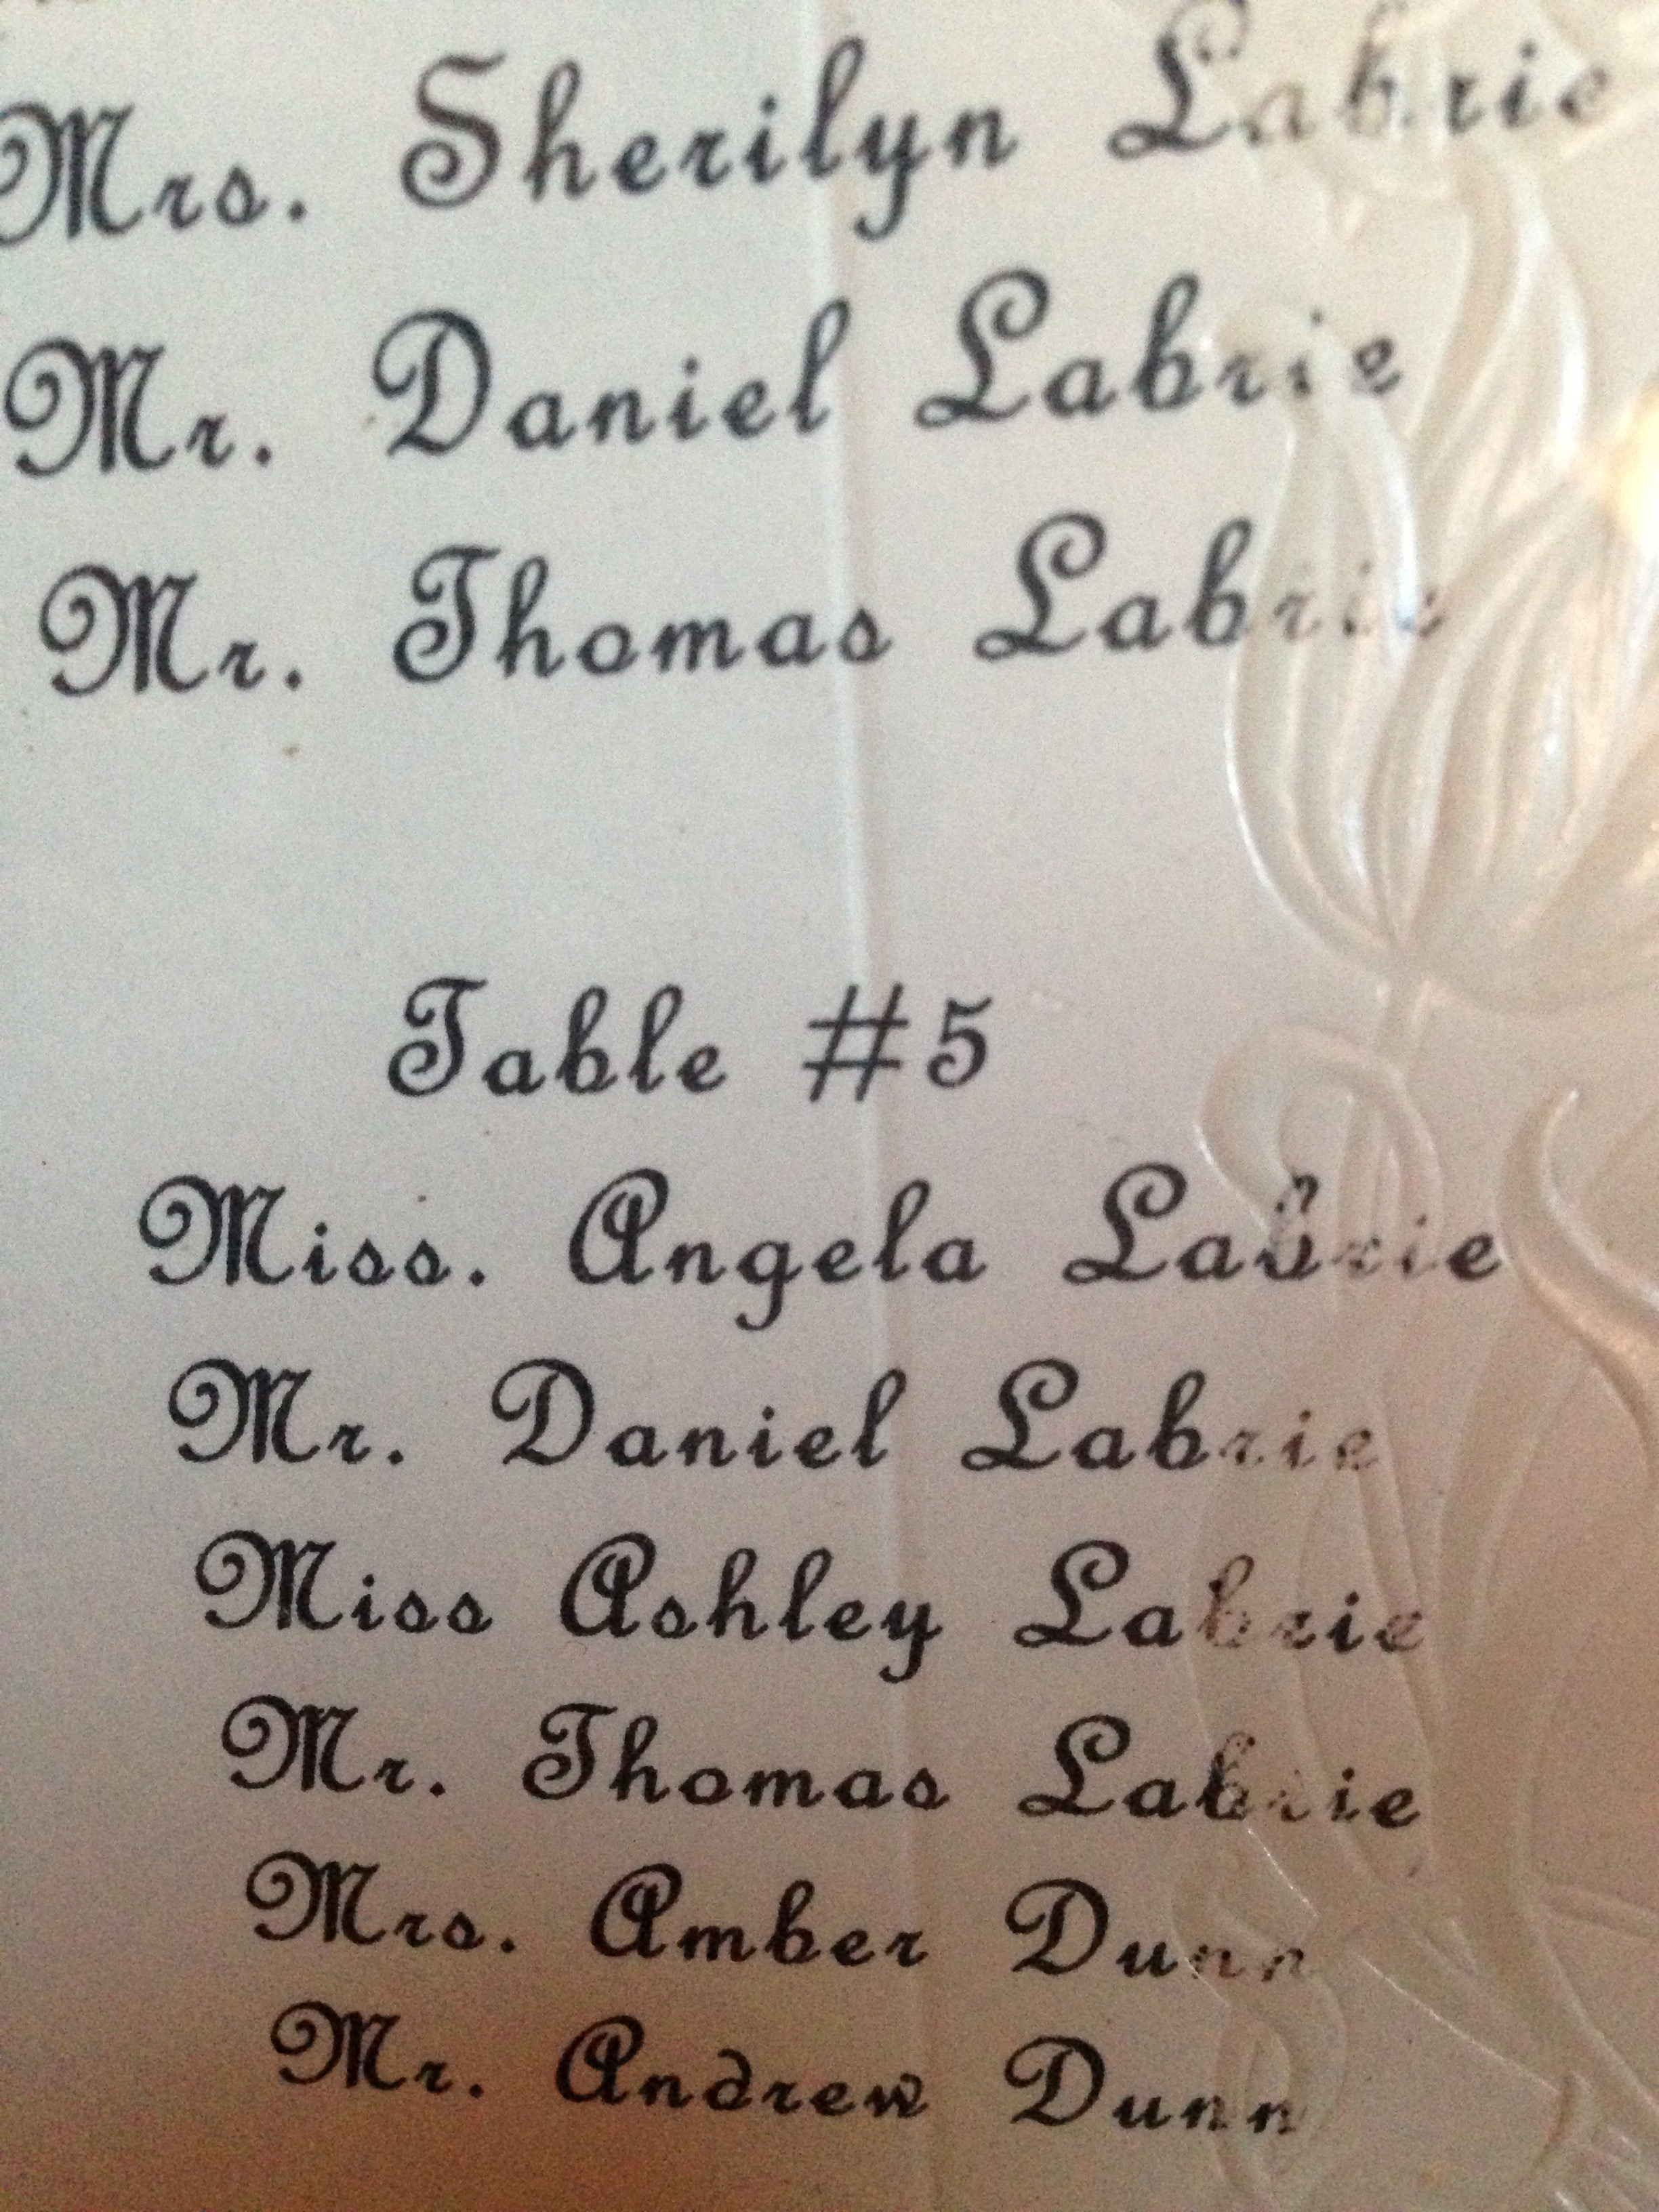 Mrs. Sherilyn Labrie
Mr. Daniel Labrie
Mr. Thomas Labrie
Table #5
Miss. Angela Labrie
Mr. Daniel Labrie
Miss Ashley Labrie
Mr. Thomas Labrie
Mrs. Amber Dunn
Mr. Andrew Dunn